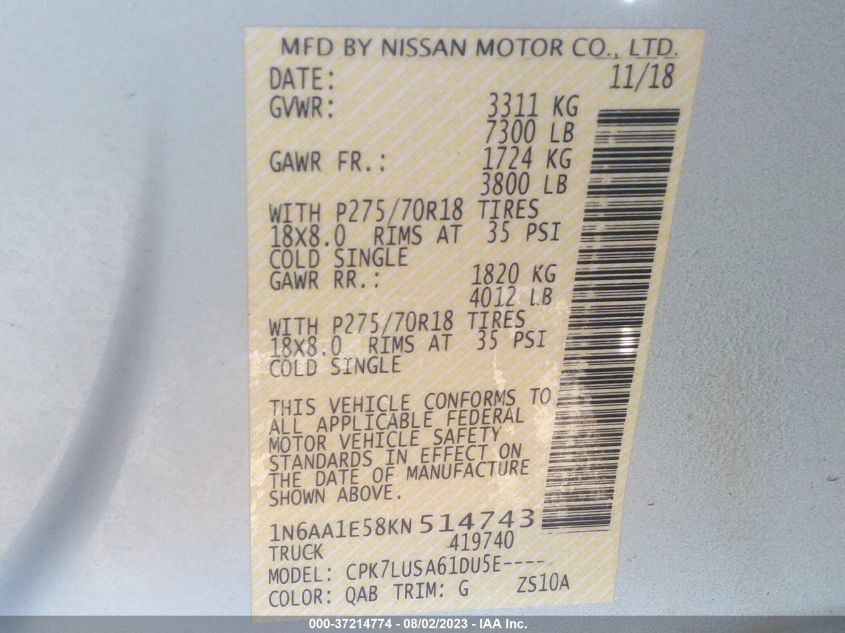 MFD BY NISSAN MOTOR CO., LTD.
DATE: 11/18
GVWR: 3311 KG
7300 LB
GAWR FR.: 1724 KG
3800 LB
WITH P275/70R18 TIRES
18X8.0 RIMS AT 35 PSI
COLD SINGLE
GAWR RR.: 1820 KG
4012 LB
WITH P275/70R18 TIRES
18X8.0 RIMS AT 35 PSI
COLD SINGLE
THIS VEHICLE CONFORMS TO
ALL APPLICABLE FEDERAL
MOTOR VEHICLE SAFETY
STANDARDS IN EFFECT ON
THE DATE OF MANUFACTURE
SHOWN ABOVE.
1N6AA1E58KN514743
TRUCK 419740
MODEL: CPK7LUSA61DU5E----
COLOR: QAB TRIM: G ZS10A
000-37214774 - 08/02/2023 - IAA Inc.